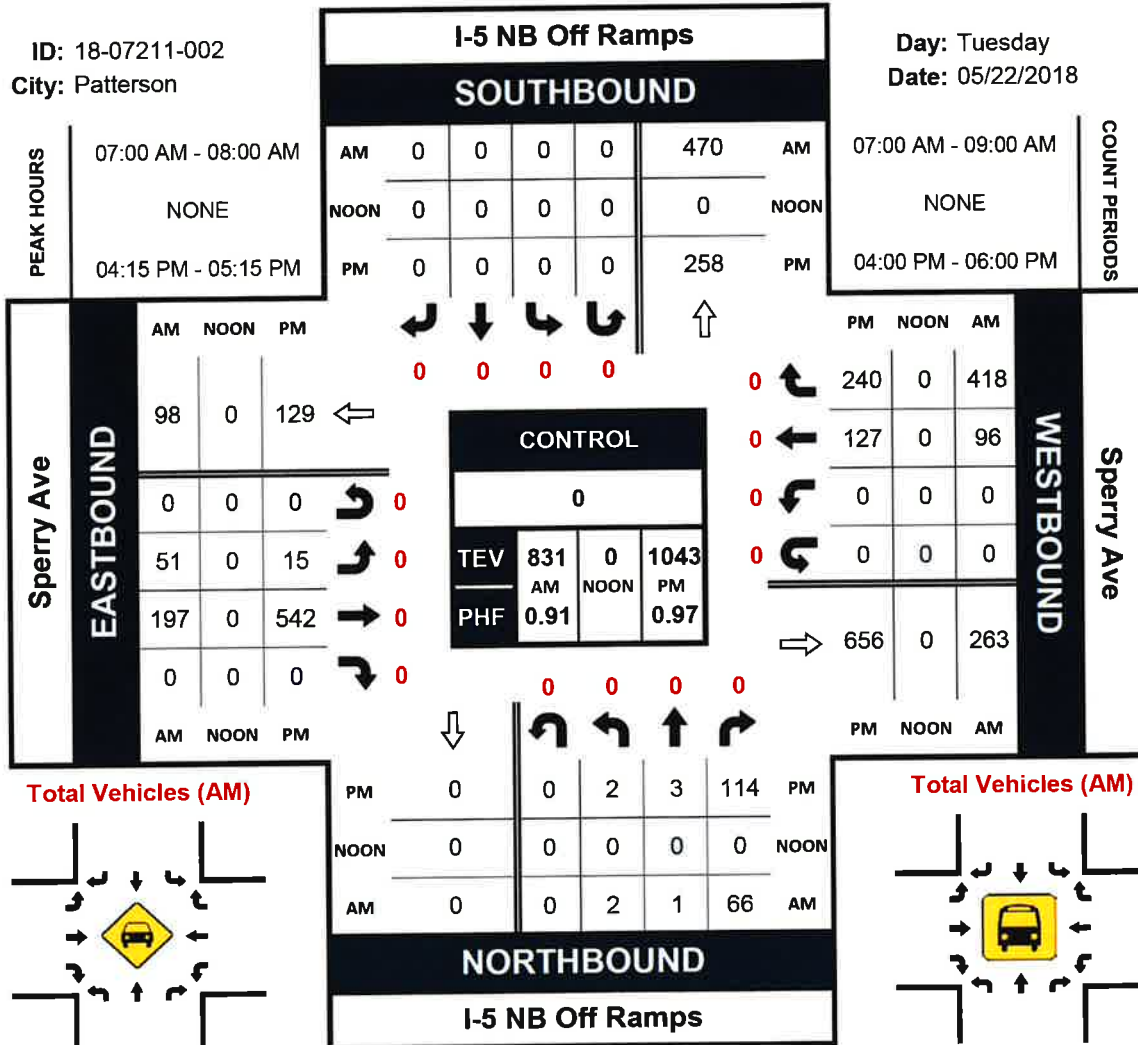 ID: 18-07211-002
City: Patterson
I-5 NB Off Ramps
SOUTHBOUND
Day: Tuesday
Date: 05/22/2018
PEAK HOURS
07:00 AM - 08:00 AM
NONE
04:15 PM - 05:15 PM
AM 0 0 0 0 470 AM
NOON 0 0 0 0 0 NOON
PM 0 0 0 0 258 PM
07:00 AM - 09:00 AM
NONE
04:00 PM - 06:00 PM
COUNT PERIODS
0 0 0 0
Sperry Ave
EASTBOUND
AM NOON PM
98 0 129
0 0 0 0
51 0 15 0
197 0 542 0
0 0 0 0
AM NOON PM
CONTROL
0
TEV 831 0 1043
AM NOON PM
PHF 0.91 0.97
PM NOON AM
0 240 0 418
0 127 0 96
0 0 0 0
0 0 0 0
656 0 263
PM NOON AM
WESTBOUND
Sperry Ave
0 0 0 0
PM 0 0 2 3 114 PM
NOON 0 0 0 0 0 NOON
AM 0 0 2 1 66 AM
NORTHBOUND
I-5 NB Off Ramps
Total Vehicles (AM)
Total Vehicles (AM)